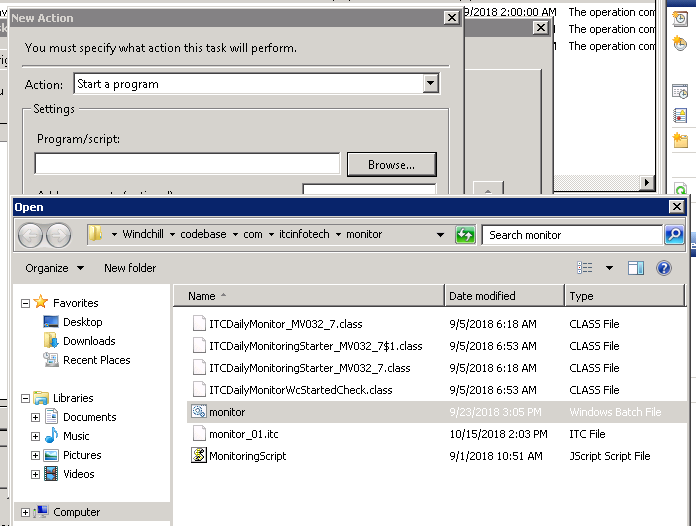 9/2018 2:00:00 AM The operation com
New Action
The operation com
You must specify what action this task will perform.
The operation com
Action: Start a program
Settings
Program/script:
Browse...
Open
Windchill codebase com itcinfotech monitor Search monitor
Organize New folder
Name Date modified Type
Favorites
Desktop
Downloads
Recent Places
Libraries
Documents
Music
Pictures
Videos
Computer
ITCDailyMonitor_MV032_7.class 9/5/2018 6:18 AM CLASS File
ITCDailyMonitoringStarter_MV032_7$1.class 9/5/2018 6:53 AM CLASS File
ITCDailyMonitoringStarter_MV032_7.class 9/5/2018 6:18 AM CLASS File
ITCDailyMonitorWcStartedCheck.class 9/5/2018 6:53 AM CLASS File
monitor 9/23/2018 3:05 PM Windows Batch File
monitor_01.itc 10/15/2018 2:03 PM ITC File
MonitoringScript 9/1/2018 10:51 AM JScript Script File